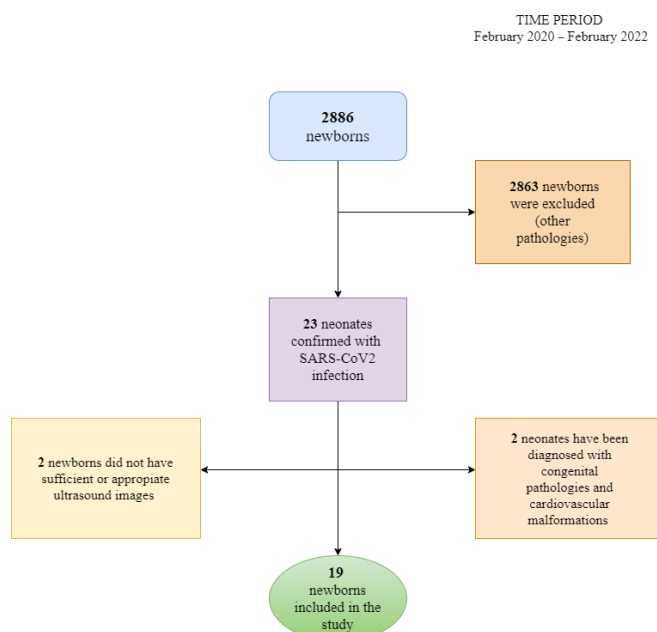 TIME PERIOD
February 2020 – February 2022
2886
newborns
2863 newborns
were excluded
(other
pathologies)
23 neonates
confirmed with
SARS-CoV2
infection
2 newborns did not have
sufficient or appropiate
ultrasound images
2 neonates have been
diagnosed with
congenital
pathologies and
cardiovascular
malformations
19
newborns
included in the
study